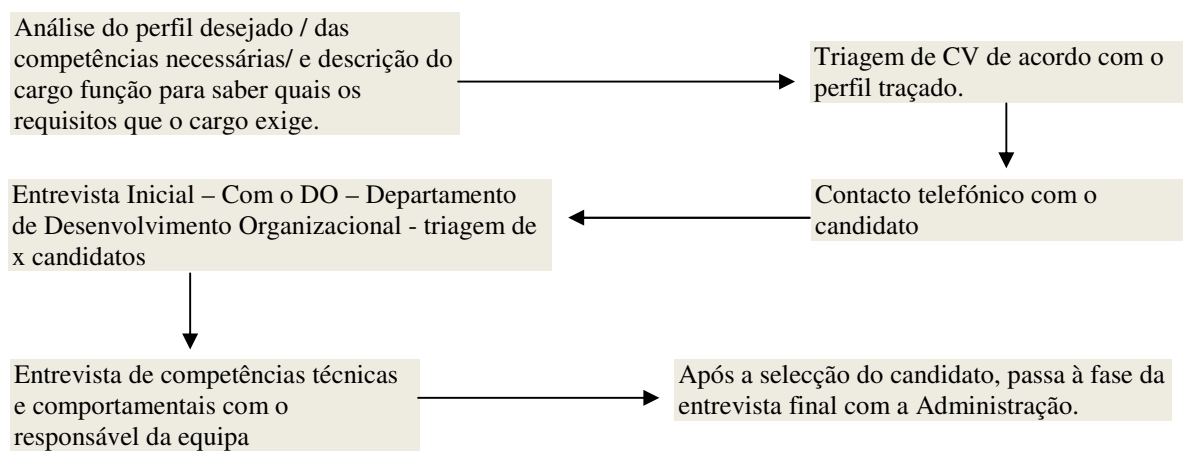 Análise do perfil desejado / das
competências necessárias/ e descrição do
cargo função para saber quais os
requisitos que o cargo exige.
Triagem de CV de acordo com o
perfil traçado.
Contacto telefónico com o
candidato
Entrevista Inicial – Com o DO – Departamento
de Desenvolvimento Organizacional - triagem de
x candidatos
Entrevista de competências técnicas
e comportamentais com o
responsável da equipa
Após a selecção do candidato, passa à fase da
entrevista final com a Administração.